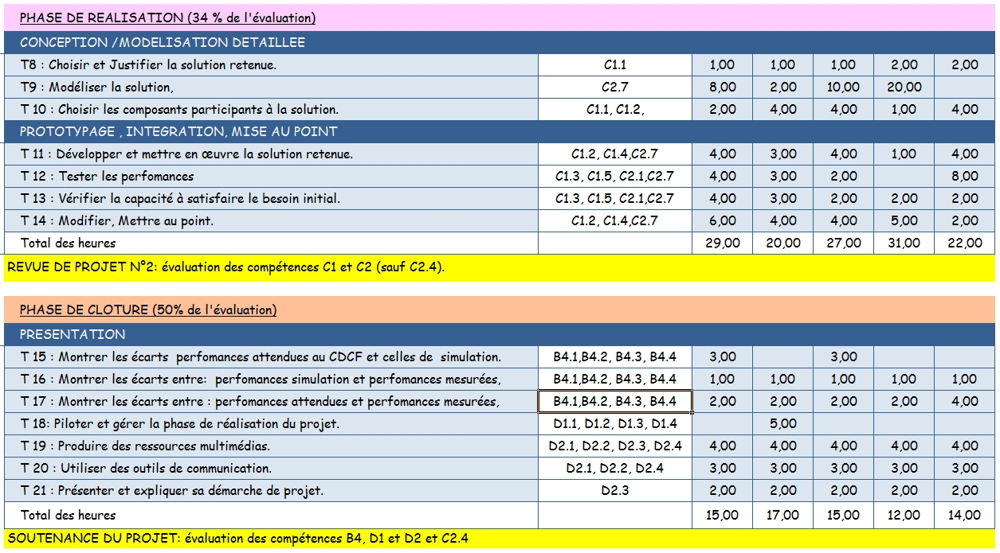 PHASE DE REALISATION (34 % de l'évaluation)
CONCEPTION /MODELISATION DETAILLEE
T8 : Choisir et Justifier la solution retenue. C1.1 1,00 1,00 1,00 2,00 2,00
T9 : Modéliser la solution, C2.7 8,00 2,00 10,00 20,00
T 10 : Choisir les composants participants à la solution. C1.1, C1.2, 2,00 4,00 4,00 1,00 4,00
PROTOTYPAGE , INTEGRATION, MISE AU POINT
T 11 : Développer et mettre en œuvre la solution retenue. C1.2, C1.4,C2.7 4,00 3,00 4,00 1,00 4,00
T 12 : Tester les perfomances C1.3, C1.5, C2.1,C2.7 4,00 3,00 2,00 8,00
T 13 : Vérifier la capacité à satisfaire le besoin initial. C1.3, C1.5, C2.1,C2.7 4,00 3,00 2,00 2,00 2,00
T 14 : Modifier, Mettre au point. C1.2, C1.4,C2.7 6,00 4,00 4,00 5,00 2,00
Total des heures 29,00 20,00 27,00 31,00 22,00
REVUE DE PROJET N°2: évaluation des compétences C1 et C2 (sauf C2.4).
PHASE DE CLOTURE (50% de l'évaluation)
PRESENTATION
T 15 : Montrer les écarts perfomances attendues au CDCF et celles de simulation. B4.1,B4.2, B4.3, B4.4 3,00 3,00
T 16 : Montrer les écarts entre: perfomances simulation et perfomances mesurées, B4.1,B4.2, B4.3, B4.4 1,00 1,00 1,00 1,00 1,00
T 17 : Montrer les écarts entre : perfomances attendues et perfomances mesurées, B4.1,B4.2, B4.3, B4.4 2,00 2,00 2,00 2,00 4,00
T 18: Piloter et gérer la phase de réalisation du projet. D1.1, D1.2, D1.3, D1.4 5,00
T 19 : Produire des ressources multimédias. D2.1, D2.2, D2.3, D2.4 4,00 4,00 4,00 4,00 4,00
T 20 : Utiliser des outils de communication. D2.1, D2.2, D2.4 3,00 3,00 3,00 3,00 3,00
T 21 : Présenter et expliquer sa démarche de projet. D2.3 2,00 2,00 2,00 2,00 2,00
Total des heures 15,00 17,00 15,00 12,00 14,00
SOUTENANCE DU PROJET: évaluation des compétences B4, D1 et D2 et C2.4